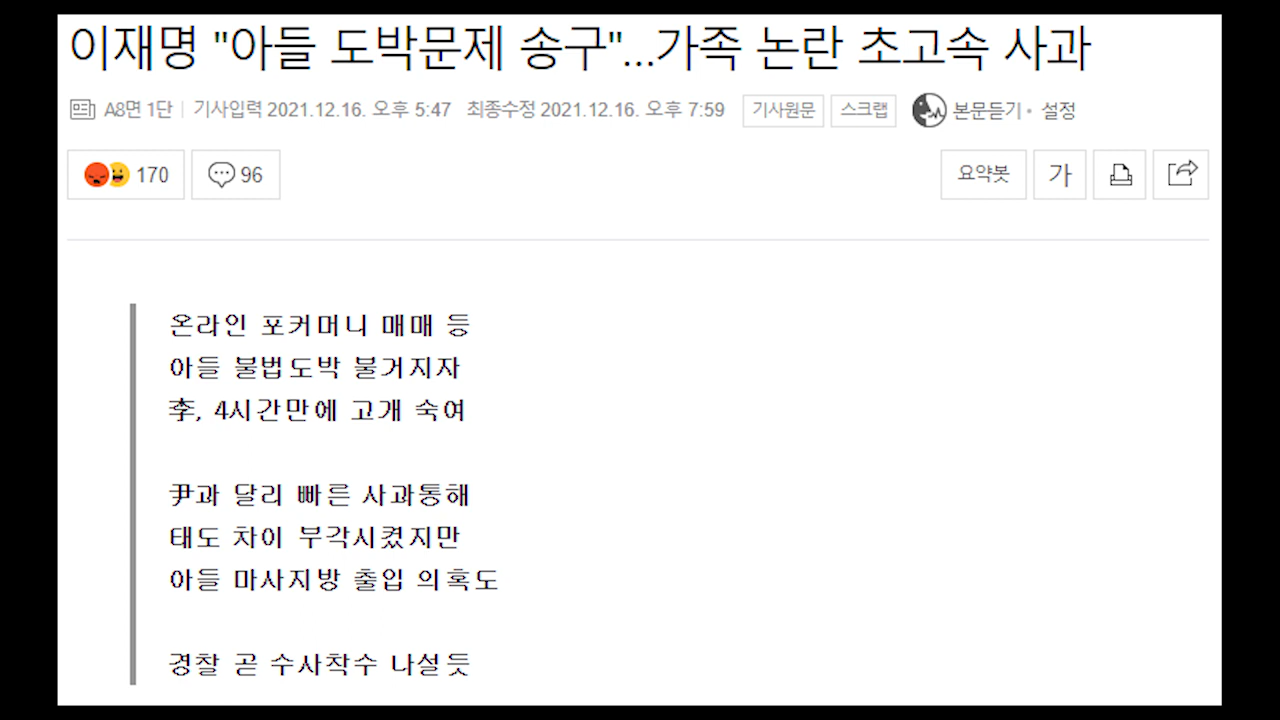 이재명 "아들 도박문제 송구"...가족 논란 초고속 사과
A8면 1단 기사입력 2021.12.16. 오후 5:47 최종수정 2021.12.16. 오후 7:59 기사원문 스크랩 본문듣기 · 설정
170 96 요약봇 가
온라인 포커머니 매매 등
아들 불법도박 불거지자
李, 4시간만에 고개 숙여
尹과 달리 빠른 사과통해
태도 차이 부각시켰지만
아들 마사지방 출입 의혹도
경찰 곧 수사착수 나설듯